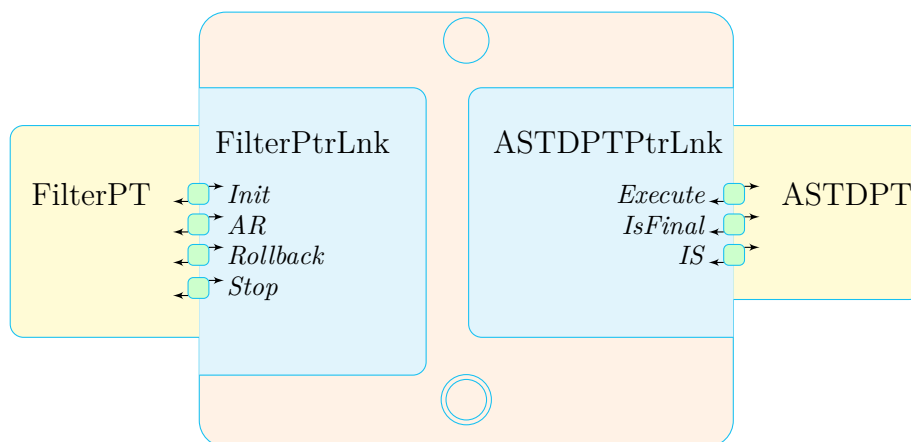 FilterPtrLnk
ASTDPTPtrLnk
FilterPT
Init
AR
Rollback
Stop
Execute
IsFinal
IS
ASTDPT